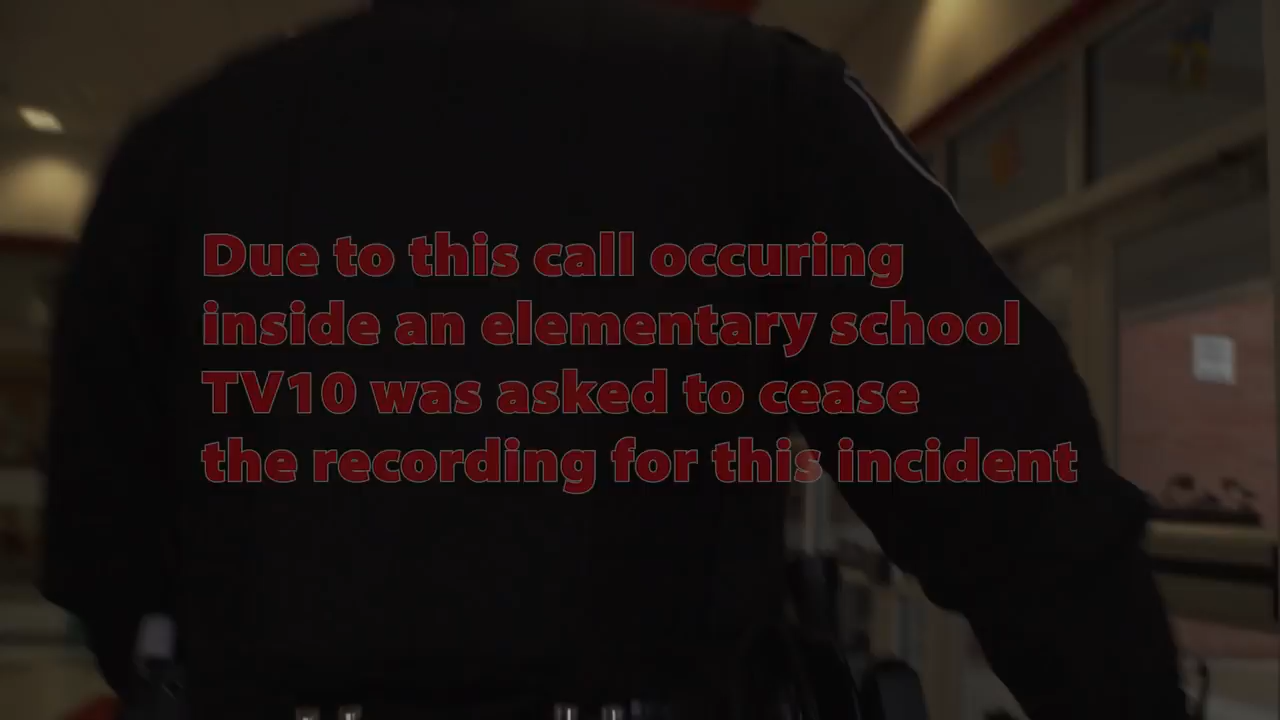 Due to this call occuring
inside an elementary school
TV10 was asked to cease
the recording for this incident